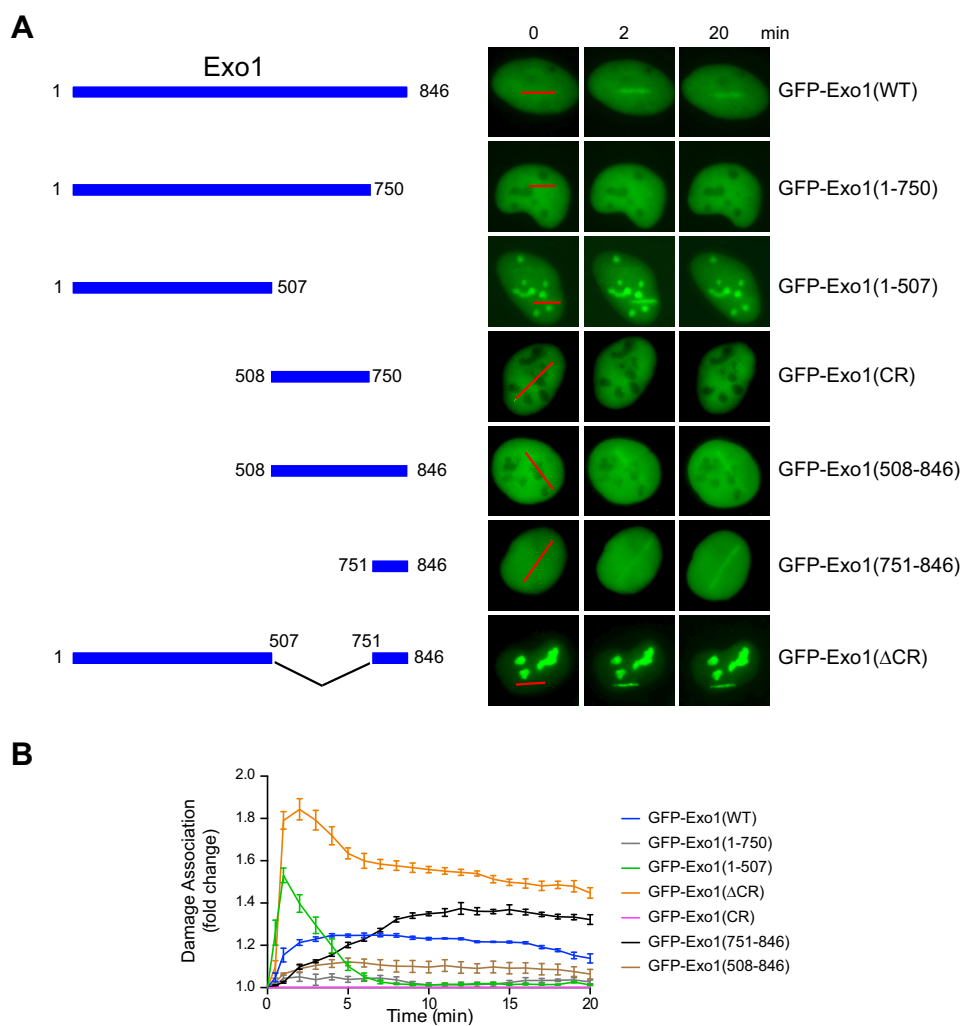 A
Exo1
0 2 20 min
1 846 GFP-Exo1(WT)
1 750 GFP-Exo1(1-750)
1 507 GFP-Exo1(1-507)
508 750 GFP-Exo1(CR)
508 846 GFP-Exo1(508-846)
751 846 GFP-Exo1(751-846)
1 507 751 846 GFP-Exo1(ΔCR)
B
Damage Association
(fold change)
2.0
1.8
1.6
1.4
1.2
1.0
0 5 10 15 20
Time (min)
GFP-Exo1(WT)
GFP-Exo1(1-750)
GFP-Exo1(1-507)
GFP-Exo1(ΔCR)
GFP-Exo1(CR)
GFP-Exo1(751-846)
GFP-Exo1(508-846)